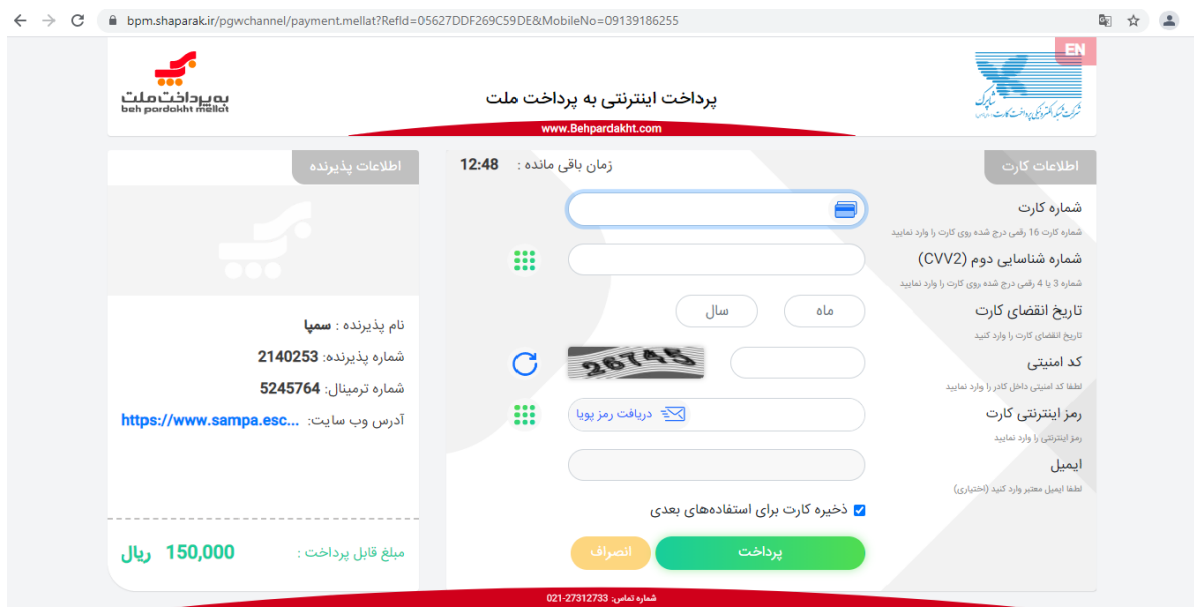 bpm.shaparak.ir/pgwchannel/payment.mellat?RefId=05627DDF269C59DE&MobileNo=09139186255
EN
به پرداخت ملت
beh pardakht mellat
پرداخت اینترنتی به پرداخت ملت
شاپرک
www.Behpardakht.com
اطلاعات کارت
زمان باقی مانده : 12:48
شماره کارت
شماره کارت 16 رقمی درج شده روی کارت را وارد نمایید
شماره شناسایی دوم (CVV2)
شماره 3 یا 4 رقمی درج شده روی کارت را وارد نمایید
تاریخ انقضای کارت
ماه
سال
تاریخ انقضای کارت را وارد کنید
کد امنیتی
26745
لطفا کد امنیتی داخل کادر را وارد نمایید
رمز اینترنتی کارت
دریافت رمز پویا
رمز اینترنتی را وارد نمایید
ایمیل
لطفا ایمیل معتبر وارد کنید (اختیاری)
ذخیره کارت برای استفاده‌های بعدی
پرداخت
انصراف
اطلاعات پذیرنده
نام پذیرنده : سمپا
شماره پذیرنده: 2140253
شماره ترمینال: 5245764
آدرس وب سایت: https://www.sampa.esc...
مبلغ قابل پرداخت : 150,000 ریال
شماره تماس: 27312733-021